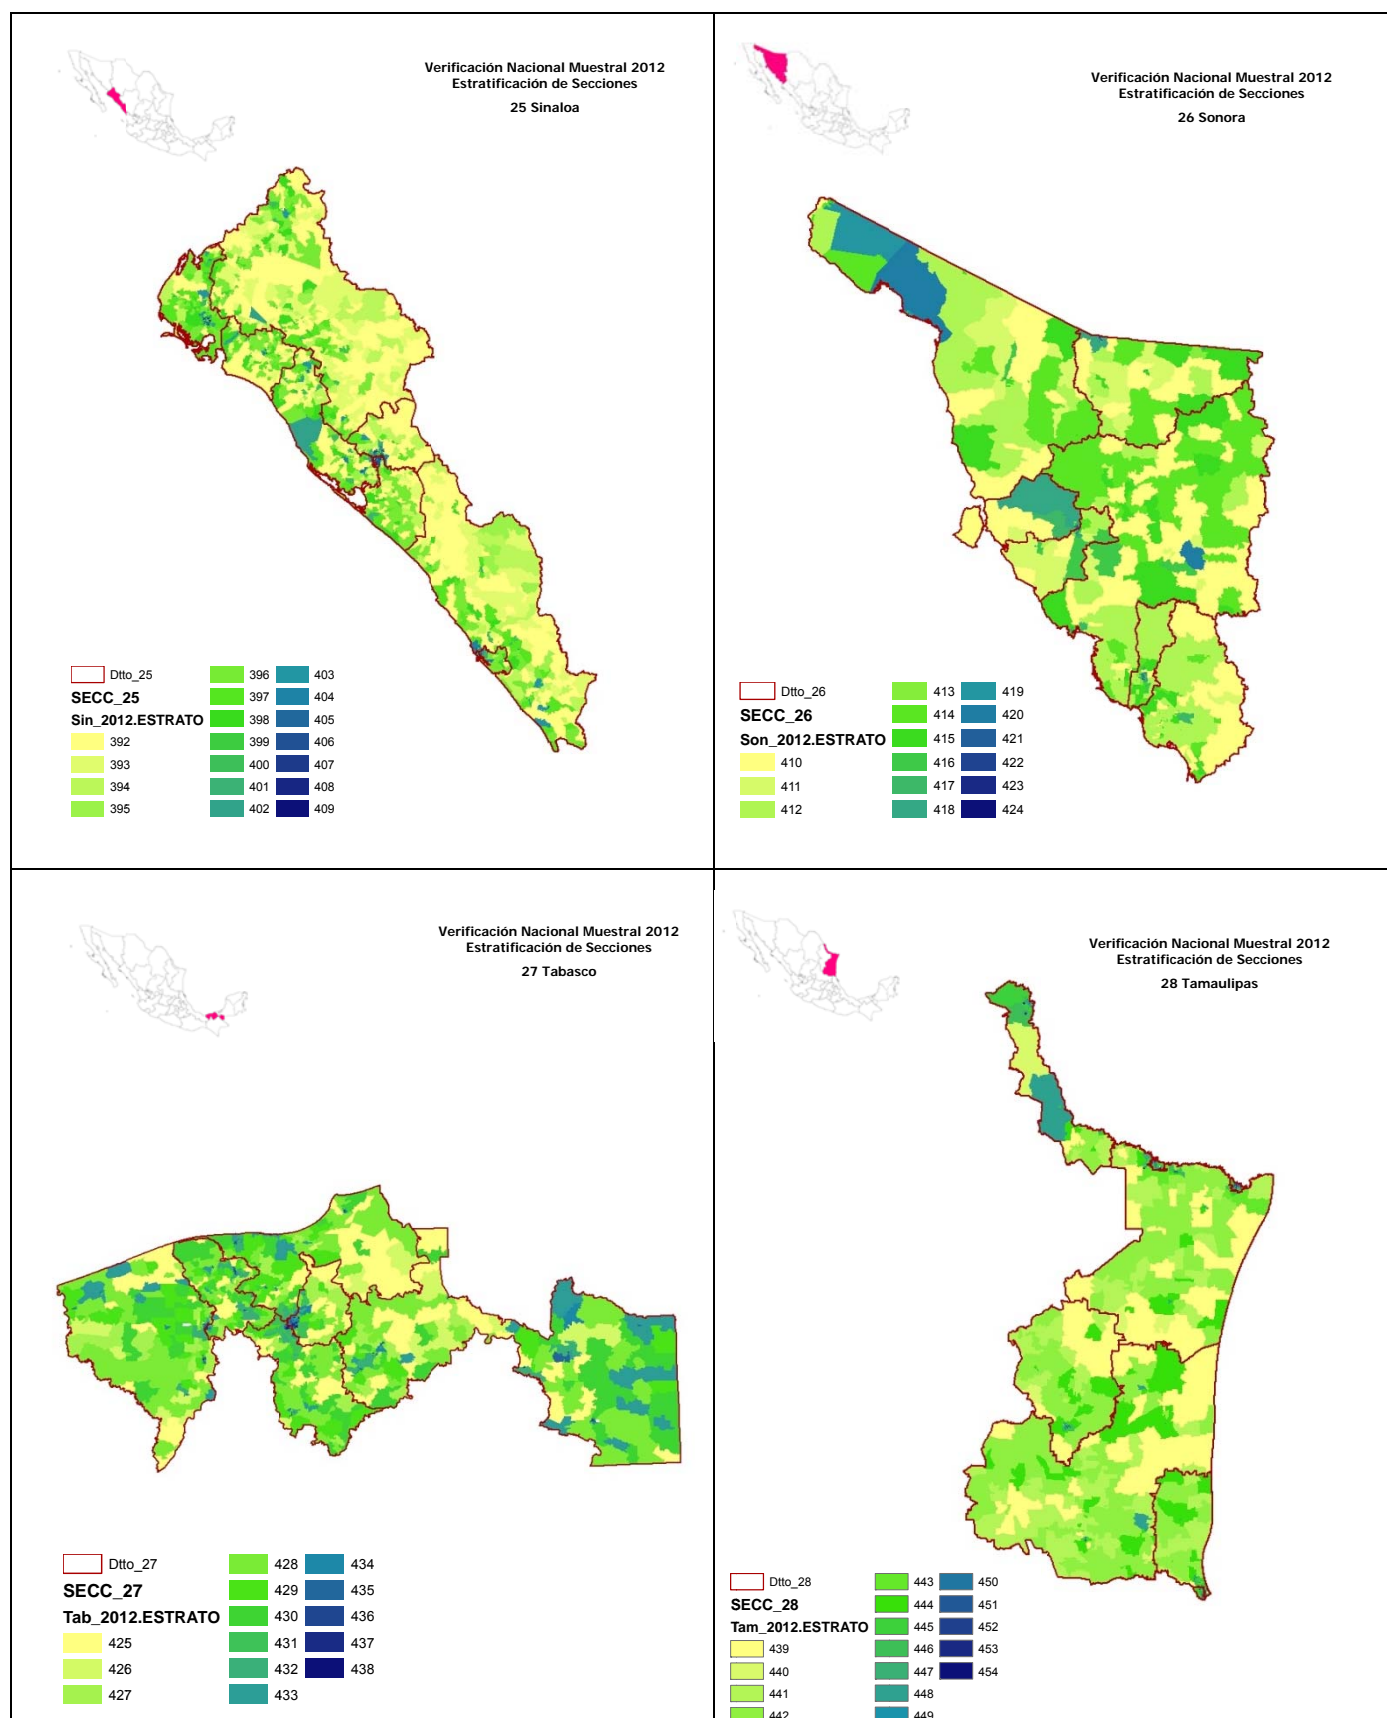 Verificación Nacional Muestral 2012
Estratificación de Secciones
25 Sinaloa
Dtto_25
SECC_25
Sin_2012.ESTRATO
392
393
394
395
396
397
398
399
400
401
402
403
404
405
406
407
408
409
Verificación Nacional Muestral 2012
Estratificación de Secciones
26 Sonora
Dtto_26
SECC_26
Son_2012.ESTRATO
410
411
412
413
414
415
416
417
418
419
420
421
422
423
424
Verificación Nacional Muestral 2012
Estratificación de Secciones
27 Tabasco
Dtto_27
SECC_27
Tab_2012.ESTRATO
425
426
427
428
429
430
431
432
433
434
435
436
437
438
Verificación Nacional Muestral 2012
Estratificación de Secciones
28 Tamaulipas
Dtto_28
SECC_28
Tam_2012.ESTRATO
439
440
441
442
443
444
445
446
447
448
449
450
451
452
453
454